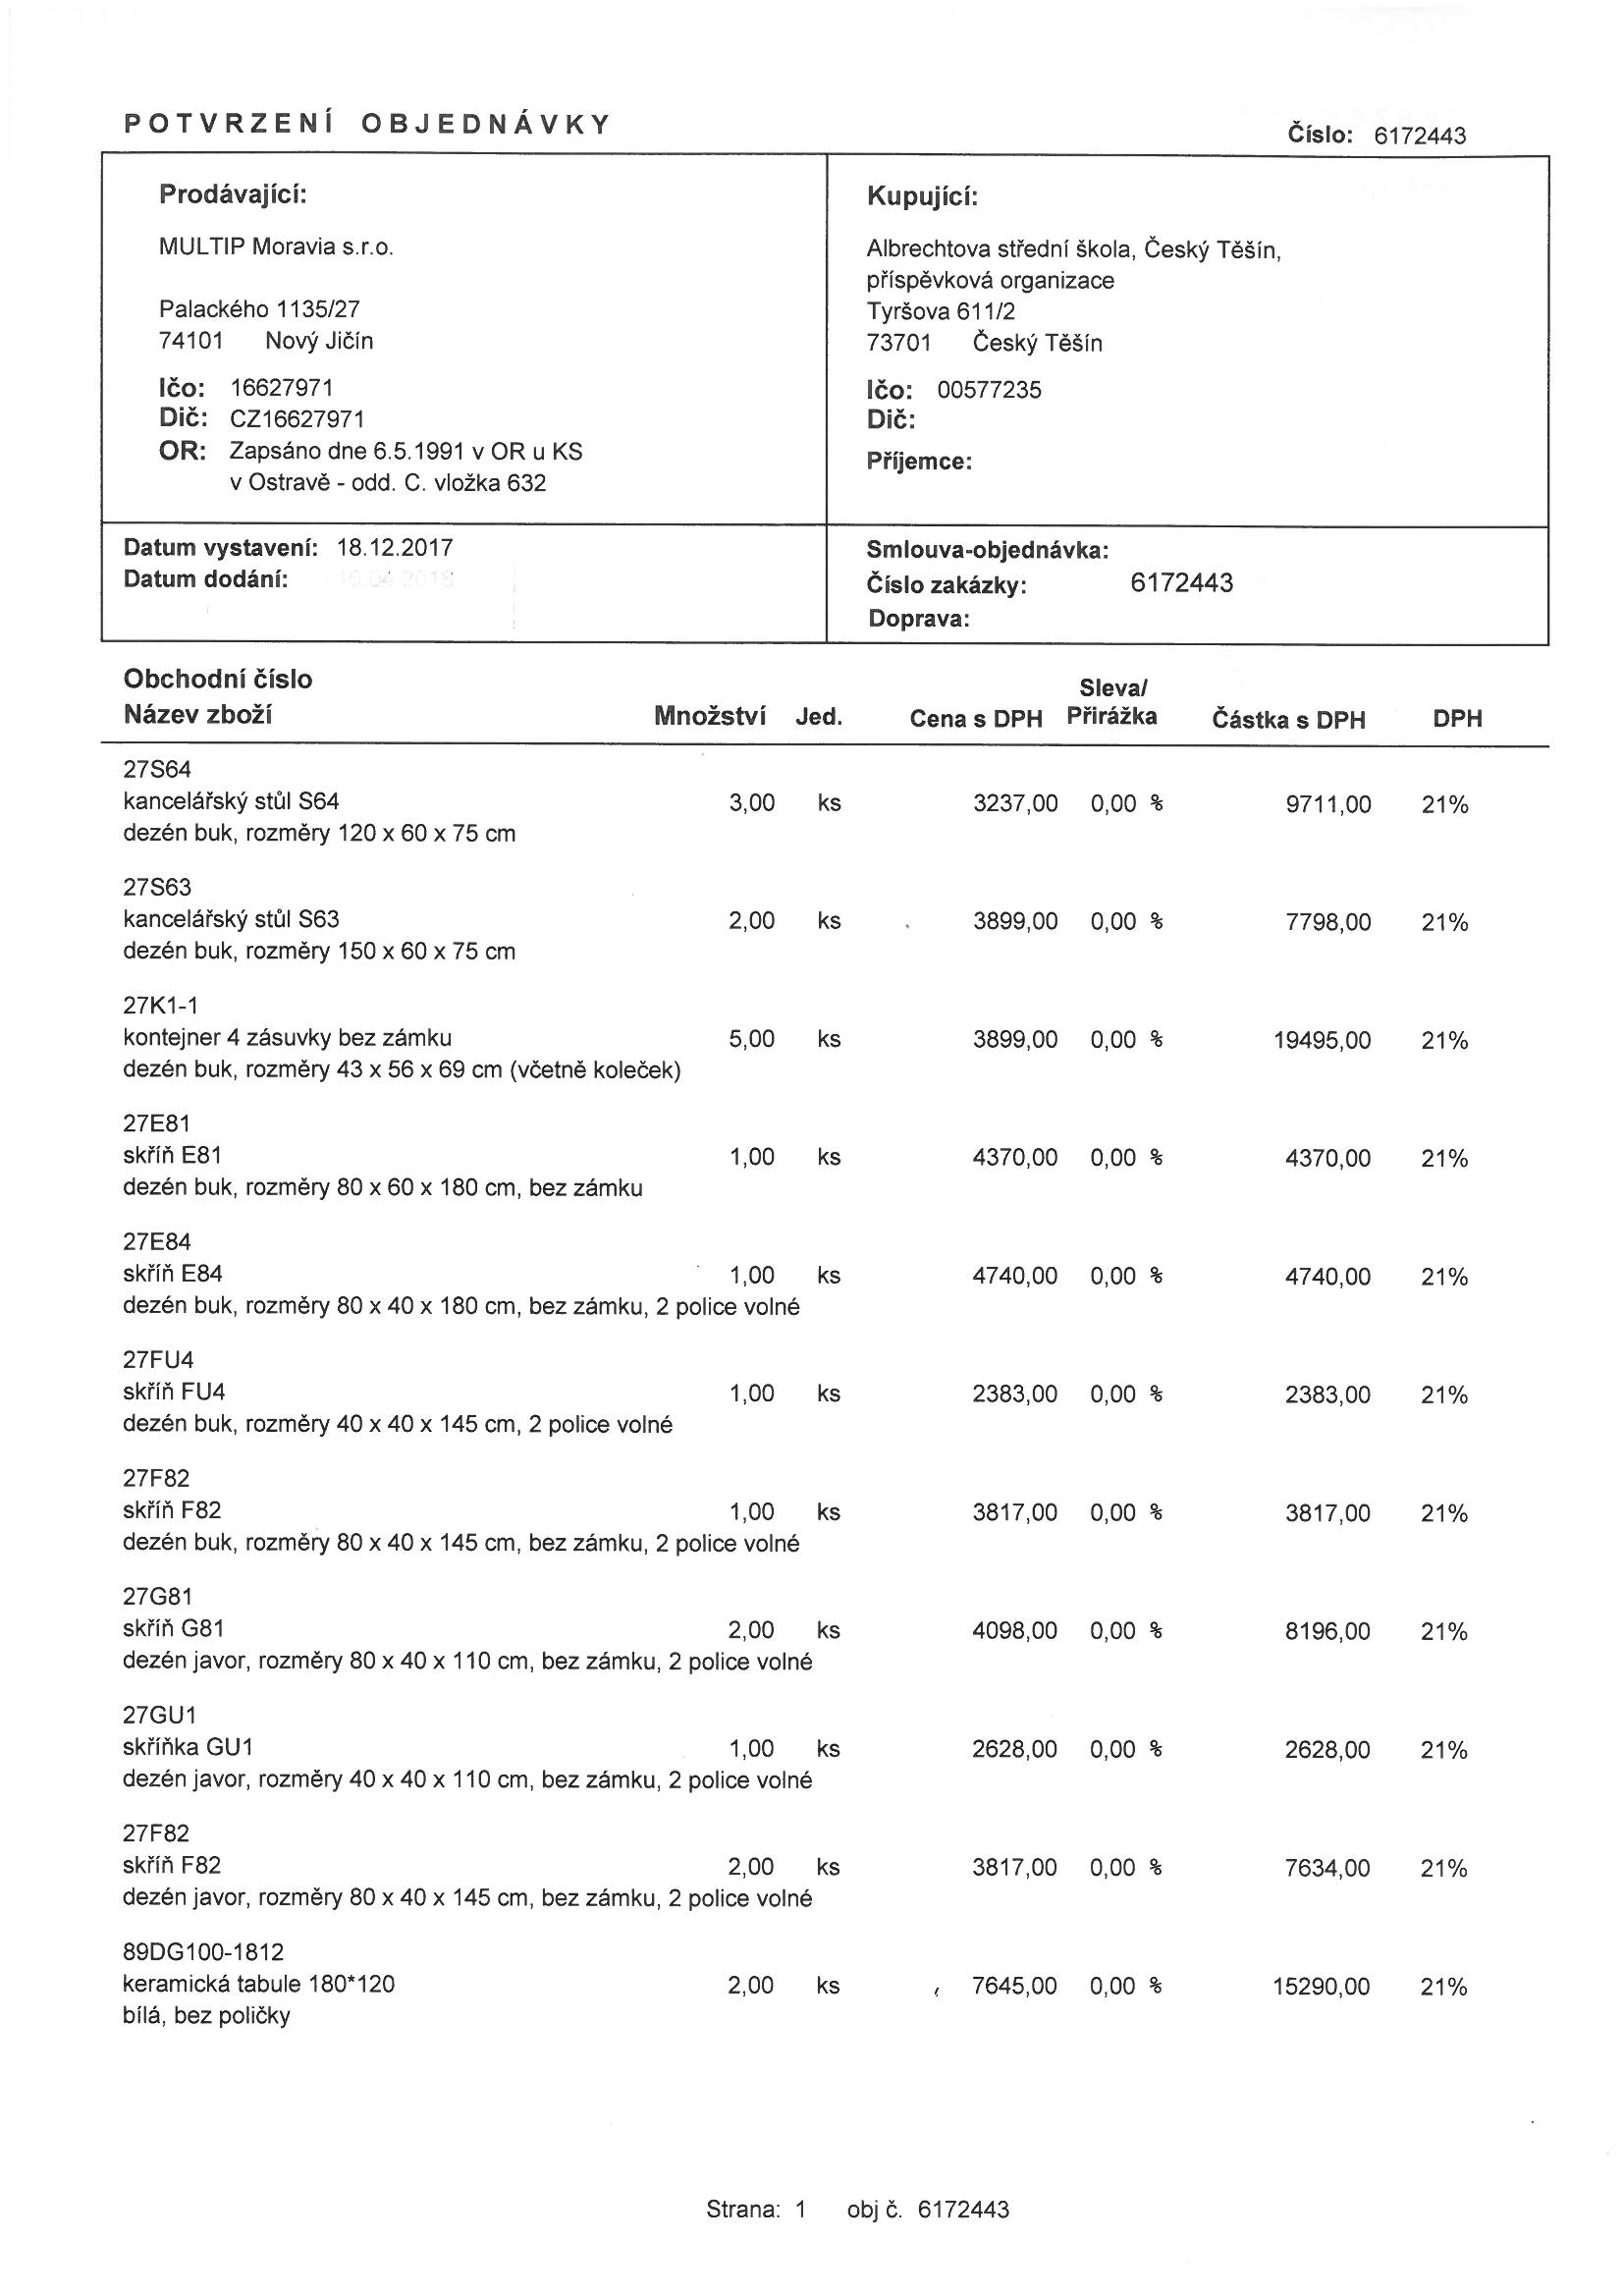 POTVRZENÍ OBJEDNÁVKY
Číslo: 6172443
Prodávající:
MULTIP Moravia s.r.o.
Palackého 1135/27
74101 Nový Jičín
Ičo: 16627971
Dič: CZ16627971
OR: Zapsáno dne 6.5.1991 v OR u KS
v Ostravě - odd. C. vložka 632
Kupující:
Albrechtova střední škola, Český Těšín,
příspěvková organizace
Tyršova 611/2
73701 Český Těšín
Ičo: 00577235
Dič:
Příjemce:
Datum vystavení: 18.12.2017
Datum dodání:
Smlouva-objednávka:
Číslo zakázky: 6172443
Doprava:
Obchodní číslo
Název zboží Množství Jed. Cena s DPH Sleva/ Přirážka Částka s DPH DPH
27S64
kancelářský stůl S64 3,00 ks 3237,00 0,00 % 9711,00 21%
dezén buk, rozměry 120 x 60 x 75 cm
27S63
kancelářský stůl S63 2,00 ks 3899,00 0,00 % 7798,00 21%
dezén buk, rozměry 150 x 60 x 75 cm
27K1-1
kontejner 4 zásuvky bez zámku 5,00 ks 3899,00 0,00 % 19495,00 21%
dezén buk, rozměry 43 x 56 x 69 cm (včetně koleček)
27E81
skříň E81 1,00 ks 4370,00 0,00 % 4370,00 21%
dezén buk, rozměry 80 x 60 x 180 cm, bez zámku
27E84
skříň E84 1,00 ks 4740,00 0,00 % 4740,00 21%
dezén buk, rozměry 80 x 40 x 180 cm, bez zámku, 2 police volné
27FU4
skříň FU4 1,00 ks 2383,00 0,00 % 2383,00 21%
dezén buk, rozměry 40 x 40 x 145 cm, 2 police volné
27F82
skříň F82 1,00 ks 3817,00 0,00 % 3817,00 21%
dezén buk, rozměry 80 x 40 x 145 cm, bez zámku, 2 police volné
27G81
skříň G81 2,00 ks 4098,00 0,00 % 8196,00 21%
dezén javor, rozměry 80 x 40 x 110 cm, bez zámku, 2 police volné
27GU1
skříňka GU1 1,00 ks 2628,00 0,00 % 2628,00 21%
dezén javor, rozměry 40 x 40 x 110 cm, bez zámku, 2 police volné
27F82
skříň F82 2,00 ks 3817,00 0,00 % 7634,00 21%
dezén javor, rozměry 80 x 40 x 145 cm, bez zámku, 2 police volné
89DG100-1812
keramická tabule 180*120 2,00 ks 7645,00 0,00 % 15290,00 21%
bílá, bez poličky
Strana: 1 obj č. 6172443